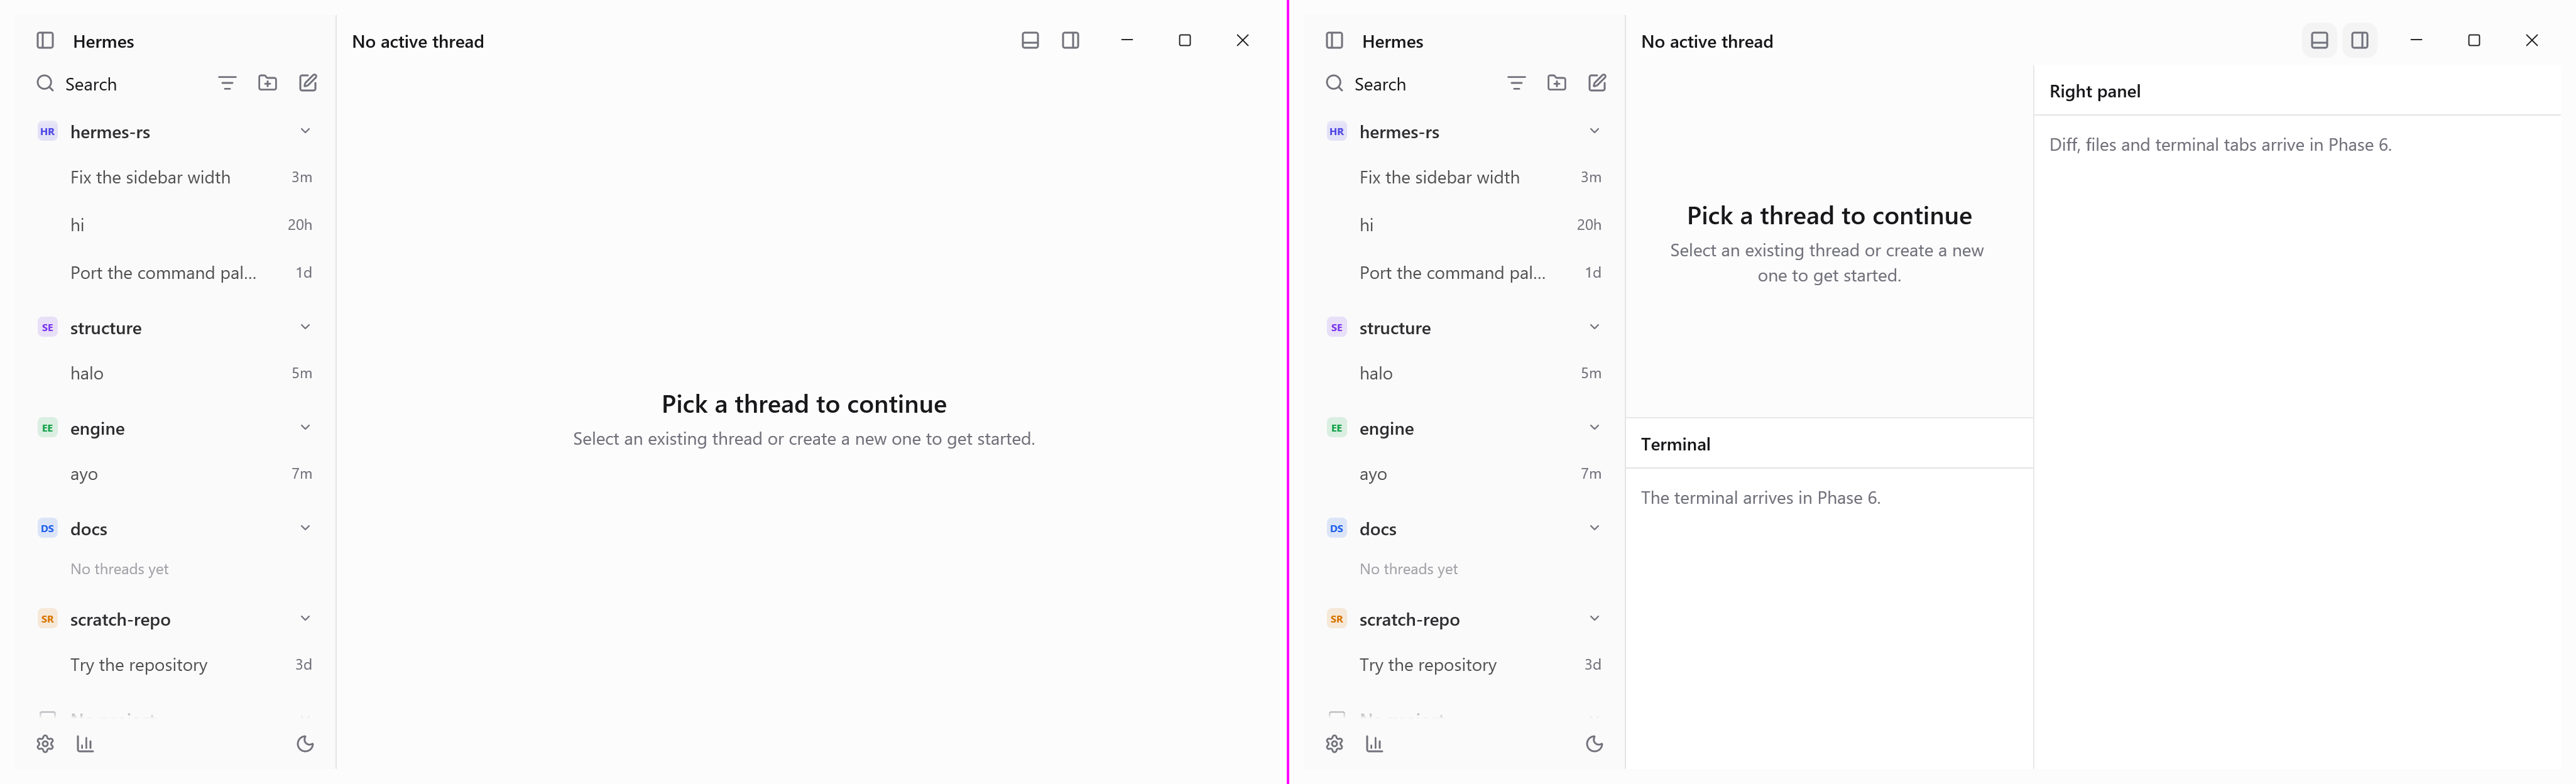 Hermes
Search
HR hermes-rs
Fix the sidebar width 3m
hi 20h
Port the command pal... 1d
SE structure
halo 5m
EE engine
ayo 7m
DS docs
No threads yet
SR scratch-repo
Try the repository 3d
No active thread
Pick a thread to continue
Select an existing thread or create a new one to get started.
Hermes
Search
HR hermes-rs
Fix the sidebar width 3m
hi 20h
Port the command pal... 1d
SE structure
halo 5m
EE engine
ayo 7m
DS docs
No threads yet
SR scratch-repo
Try the repository 3d
No active thread
Pick a thread to continue
Select an existing thread or create a new
one to get started.
Terminal
The terminal arrives in Phase 6.
Right panel
Diff, files and terminal tabs arrive in Phase 6.